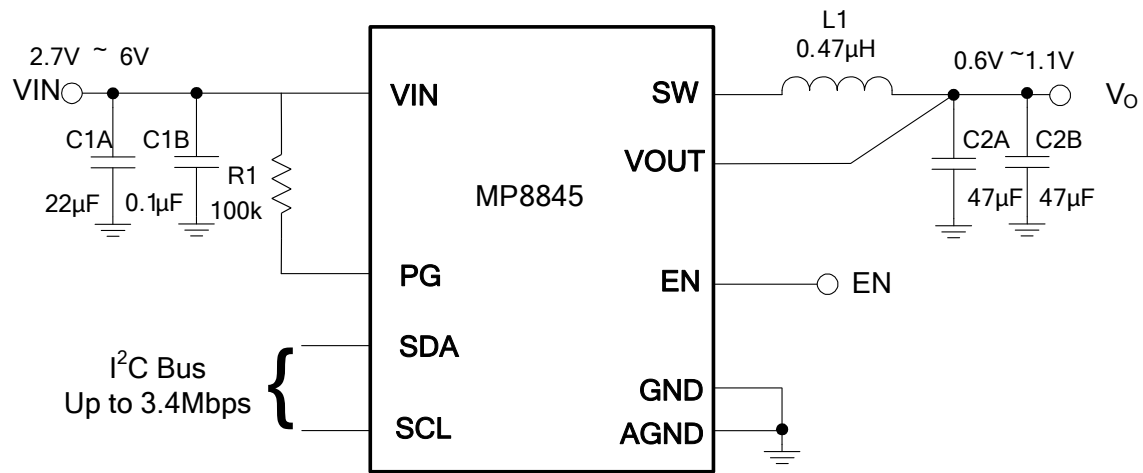 2.7V ~ 6V
VIN
C1A
C1B
22µF
0.1µF
R1
100k
VIN
PG
SDA
SCL
I²C Bus
Up to 3.4Mbps
MP8845
SW
VOUT
EN
GND
AGND
L1
0.47µH
0.6V ~1.1V
VO
C2A
C2B
47µF
47µF
EN